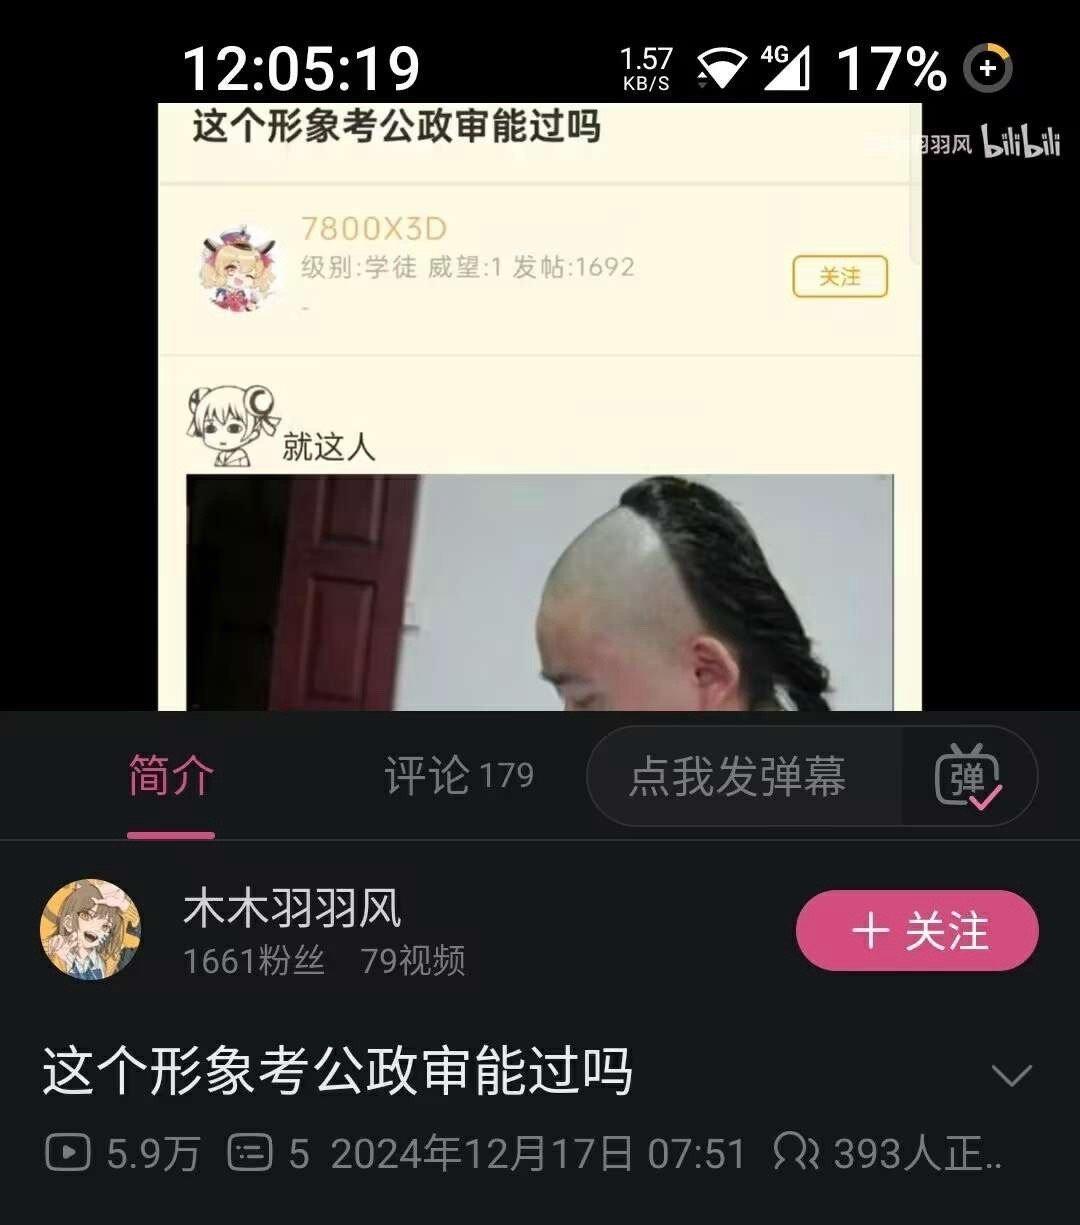 12:05:19 1.57 KB/S 4G 17%
这个形象考公政审能过吗
羽风 bilibili
7800X3D
级别:学徒 威望:1 发帖:1692
关注
-
就这人
简介 评论 179 点我发弹幕 弹
木木羽羽风
1661粉丝 79视频
关注
这个形象考公政审能过吗
5.9万 5 2024年12月17日 07:51 393人正..